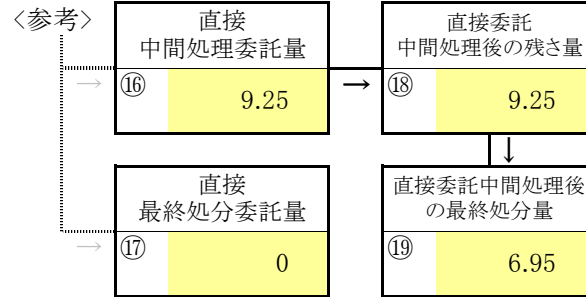 〈参考〉
直接
中間処理委託量
⑯
9.25
→
直接委託
中間処理後の残さ量
→
⑱
9.25
↓
直接
最終処分委託量
→
⑰
0
直接委託中間処理後
の最終処分量
⑲
6.95